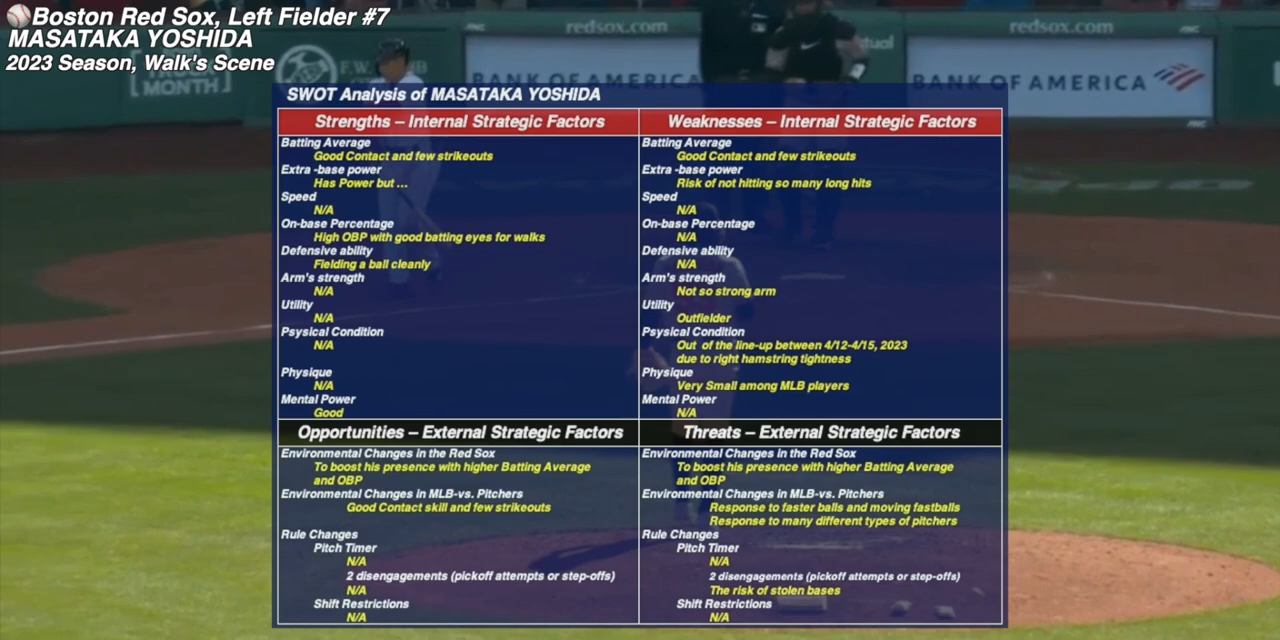 ⚾Boston Red Sox, Left Fielder #7
MASATAKA YOSHIDA
2023 Season, Walk's Scene
redsox.com
redsox.com
MONTH
F.W.
BANK OF AMERICA
BANK OF AMERICA
SWOT Analysis of MASATAKA YOSHIDA
Strengths – Internal Strategic Factors
Batting Average
Good Contact and few strikeouts
Extra -base power
Has Power but ...
Speed
N/A
On-base Percentage
High OBP with good batting eyes for walks
Defensive ability
Fielding a ball cleanly
Arm's strength
N/A
Utility
N/A
Psysical Condition
N/A
Physique
N/A
Mental Power
Good
Weaknesses – Internal Strategic Factors
Batting Average
Good Contact and few strikeouts
Extra -base power
Risk of not hitting so many long hits
Speed
N/A
On-base Percentage
N/A
Defensive ability
N/A
Arm's strength
Not so strong arm
Utility
Outfielder
Psysical Condition
Out of the line-up between 4/12-4/15, 2023
due to right hamstring tightness
Physique
Very Small among MLB players
Mental Power
N/A
Opportunities – External Strategic Factors
Environmental Changes in the Red Sox
To boost his presence with higher Batting Average
and OBP
Environmental Changes in MLB-vs. Pitchers
Good Contact skill and few strikeouts
Rule Changes
Pitch Timer
N/A
2 disengagements (pickoff attempts or step-offs)
N/A
Shift Restrictions
N/A
Threats – External Strategic Factors
Environmental Changes in the Red Sox
To boost his presence with higher Batting Average
and OBP
Environmental Changes in MLB-vs. Pitchers
Response to faster balls and moving fastballs
Response to many different types of pitchers
Rule Changes
Pitch Timer
N/A
2 disengagements (pickoff attempts or step-offs)
The risk of stolen bases
Shift Restrictions
N/A